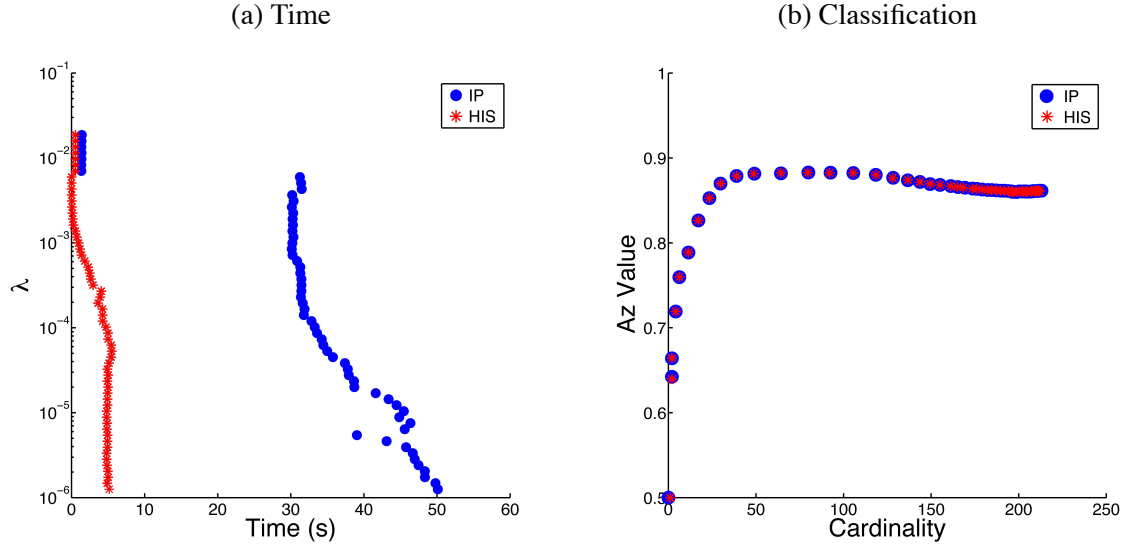 (a) Time
(b) Classification
10⁻¹
10⁻²
10⁻³
10⁻⁴
10⁻⁵
10⁻⁶
λ
0 10 20 30 40 50 60
Time (s)
IP
HIS
1
0.9
0.8
0.7
0.6
0.5
Az Value
0 50 100 150 200 250
Cardinality
IP
HIS